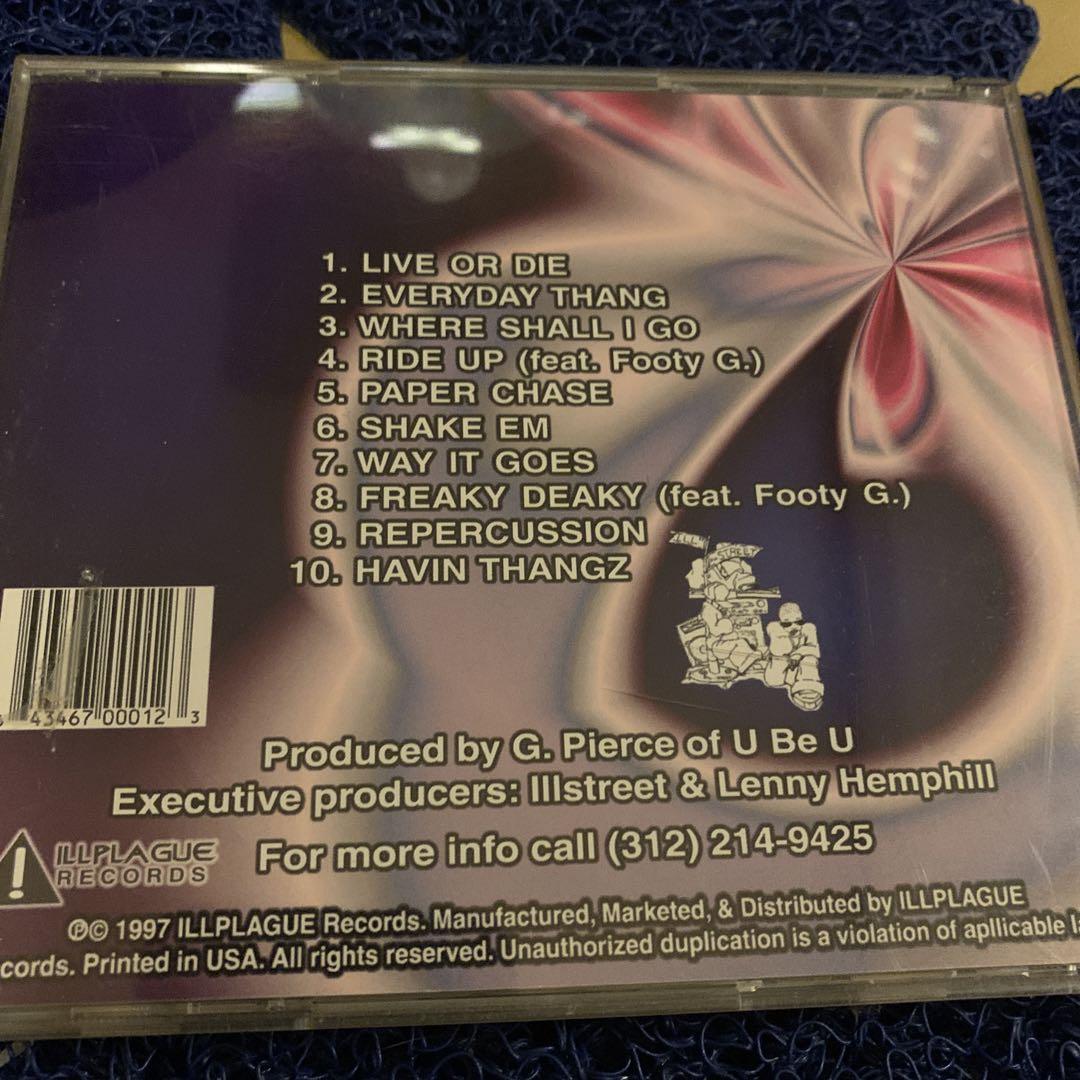 1. LIVE OR DIE
2. EVERYDAY THANG
3. WHERE SHALL I GO
4. RIDE UP (feat. Footy G.)
5. PAPER CHASE
6. SHAKE EM
7. WAY IT GOES
8. FREAKY DEAKY (feat. Footy G.)
9. REPERCUSSION
10. HAVIN THANGZ
ILL
STREET
43467 00012 3
Produced by G. Pierce of U Be U
Executive producers: Illstreet & Lenny Hemphill
! ILLPLAGUE
RECORDS
For more info call (312) 214-9425
℗© 1997 ILLPLAGUE Records. Manufactured, Marketed, & Distributed by ILLPLAGUE
cords. Printed in USA. All rights reserved. Unauthorized duplication is a violation of apllicable la